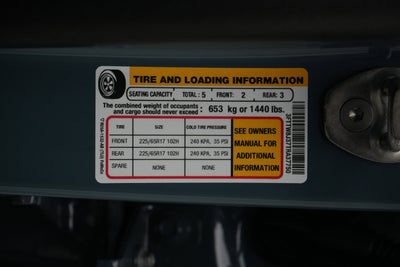 TIRE AND LOADING INFORMATION
SEATING CAPACITY TOTAL : 5 FRONT: 2 REAR: 3
The combined weight of occupants
and cargo should never exceed : 653 kg or 1440 lbs.
TIRE SIZE COLD TIRE PRESSURE
FRONT 225/65R17 102H 240 KPA, 35 PSI
REAR 225/65R17 102H 240 KPA, 35 PSI
SPARE NONE NONE
SEE OWNERS
MANUAL FOR
ADDITIONAL
INFORMATION